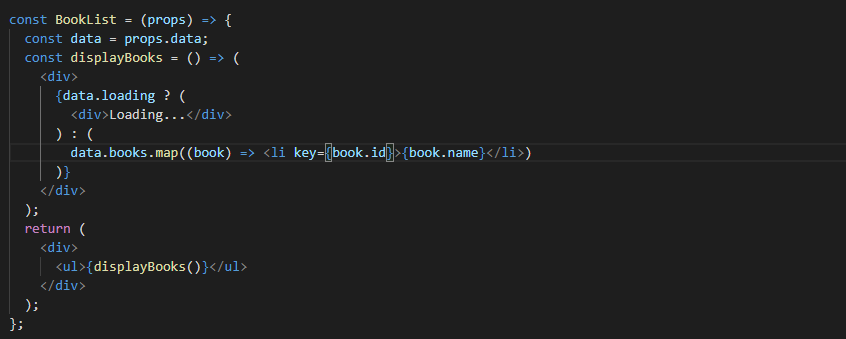 const BookList = (props) => {
  const data = props.data;
  const displayBooks = () => (
    <div>
      {data.loading ? (
        <div>Loading...</div>
      ) : (
        data.books.map((book) => <li key={book.id}>{book.name}</li>)
      )}
    </div>
  );
  return (
    <div>
      <ul>{displayBooks()}</ul>
    </div>
  );
};